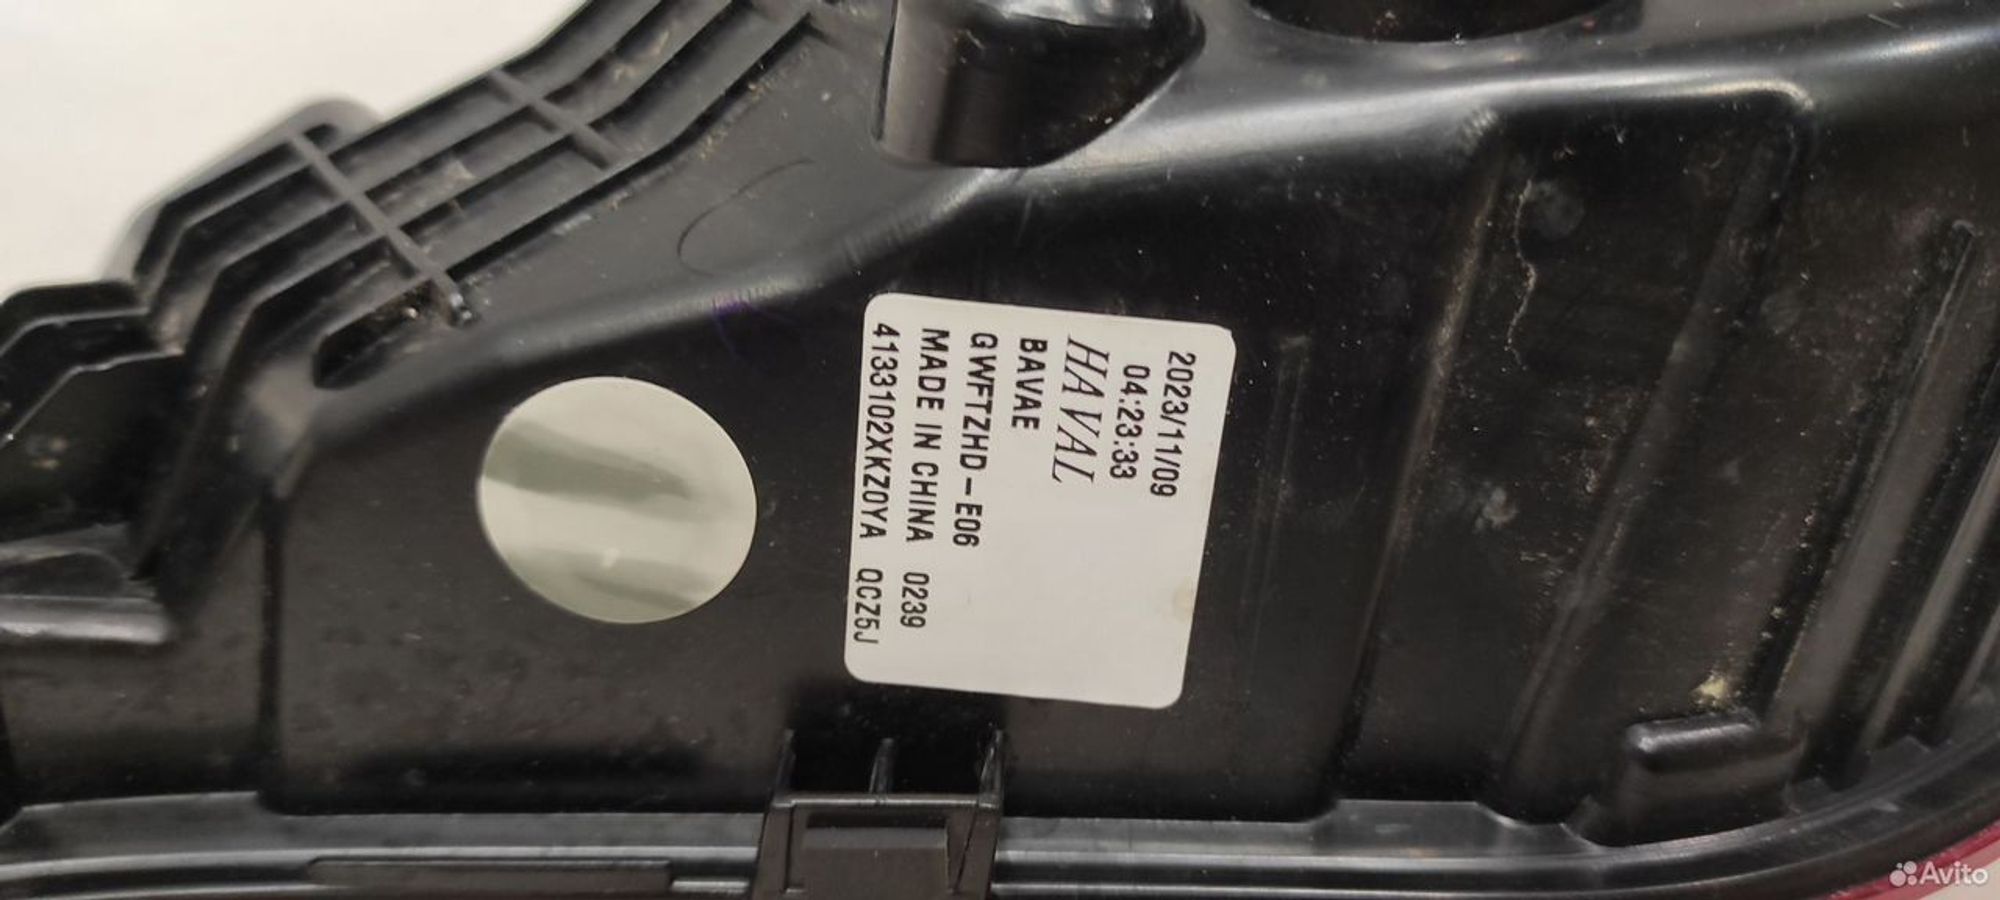 2023/11/09
04:23:33
HAVAL
BAVAE
GWFTZHD-E06
MADE IN CHINA 0239
4133102XKZ0YA QCZ5J
Avito